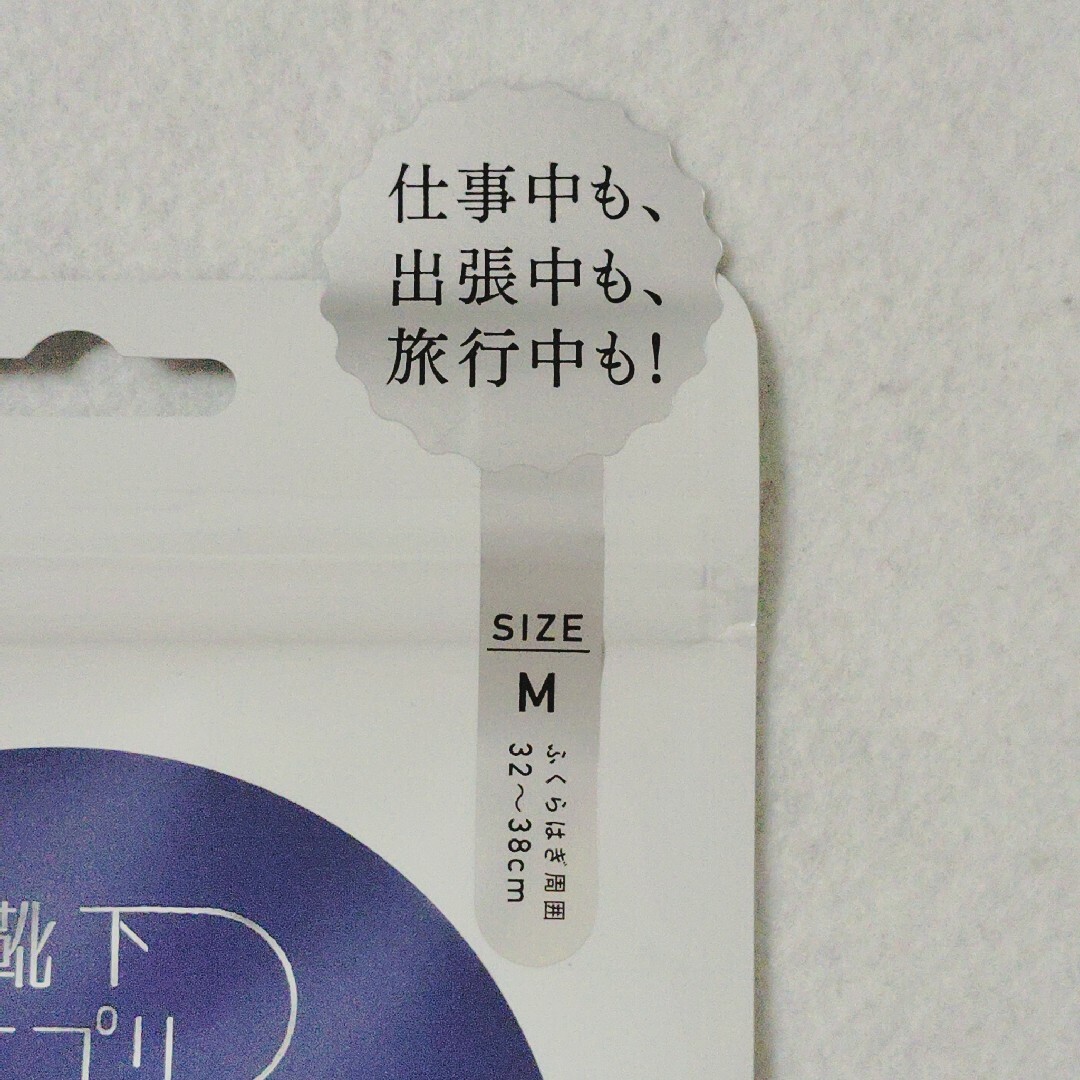 仕事中も、
出張中も、
旅行中も!
SIZE
M
ふくらはぎ周囲
32〜38cm
靴下